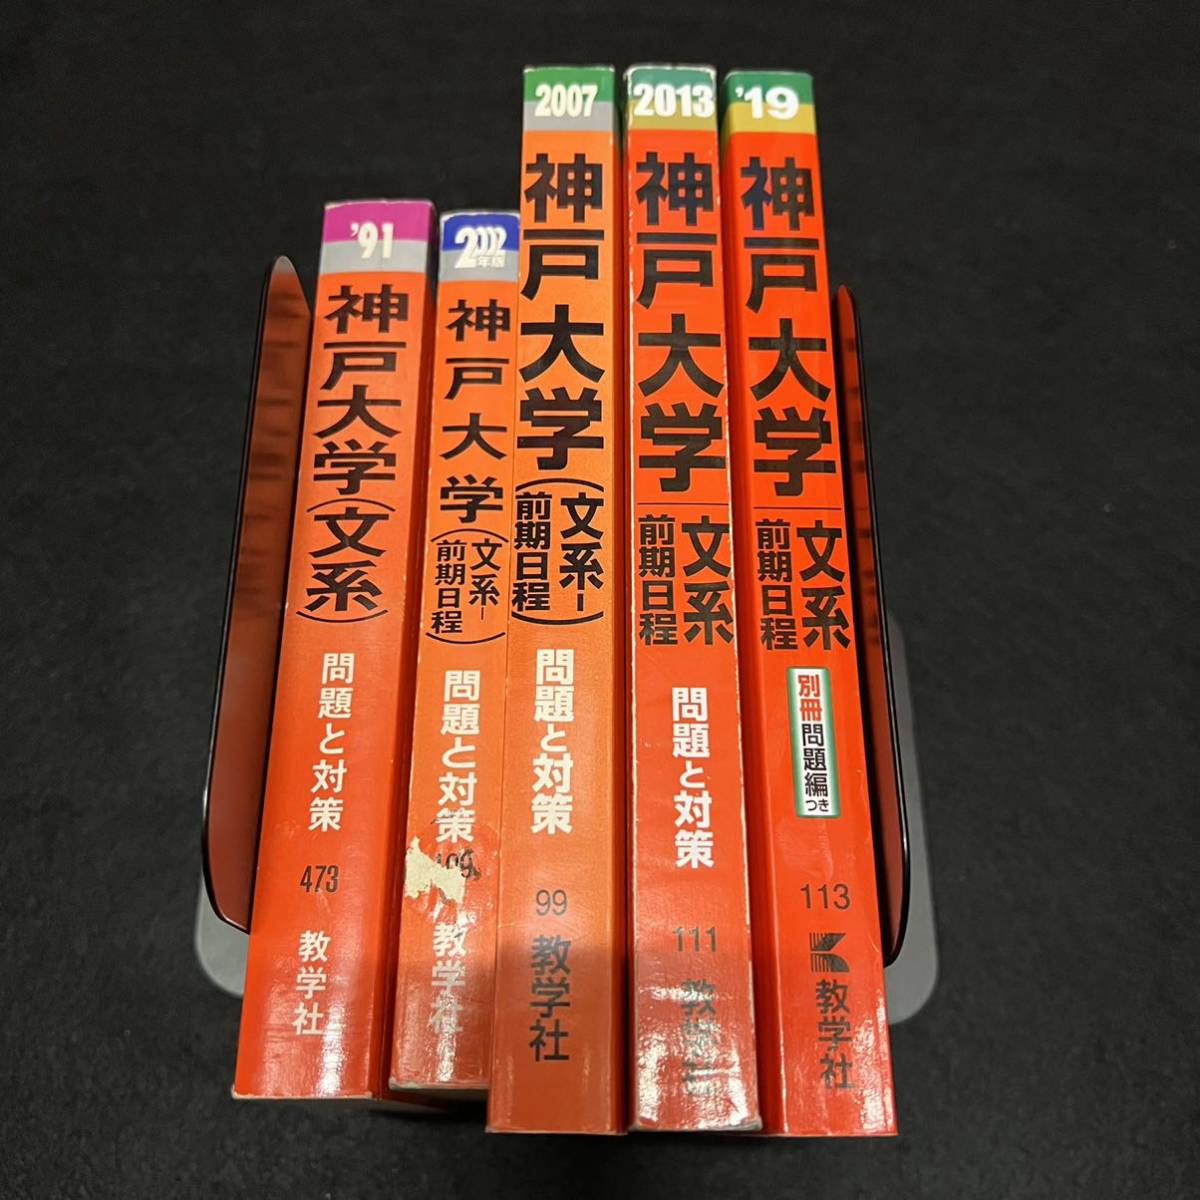 '91
神戸大学(文系)
問題と対策
473
教学社
2002
年版
神戸大学(文系-前期日程)
問題と対策
109
教学社
2007
神戸大学(文系-前期日程)
問題と対策
99
教学社
2013
神戸大学
文系
前期日程
問題と対策
111
教学社
'19
神戸大学
文系
前期日程
別冊問題編つき
113
教学社